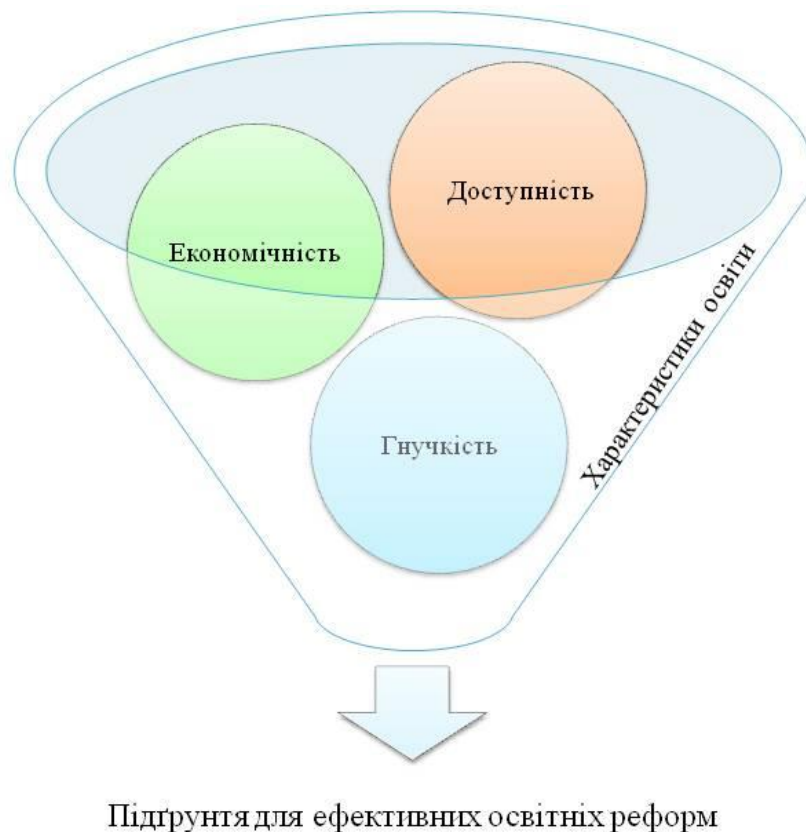 Доступність
Економічність
Гнучкість
Характеристики освіти
Підґрунтя для ефективних освітніх реформ